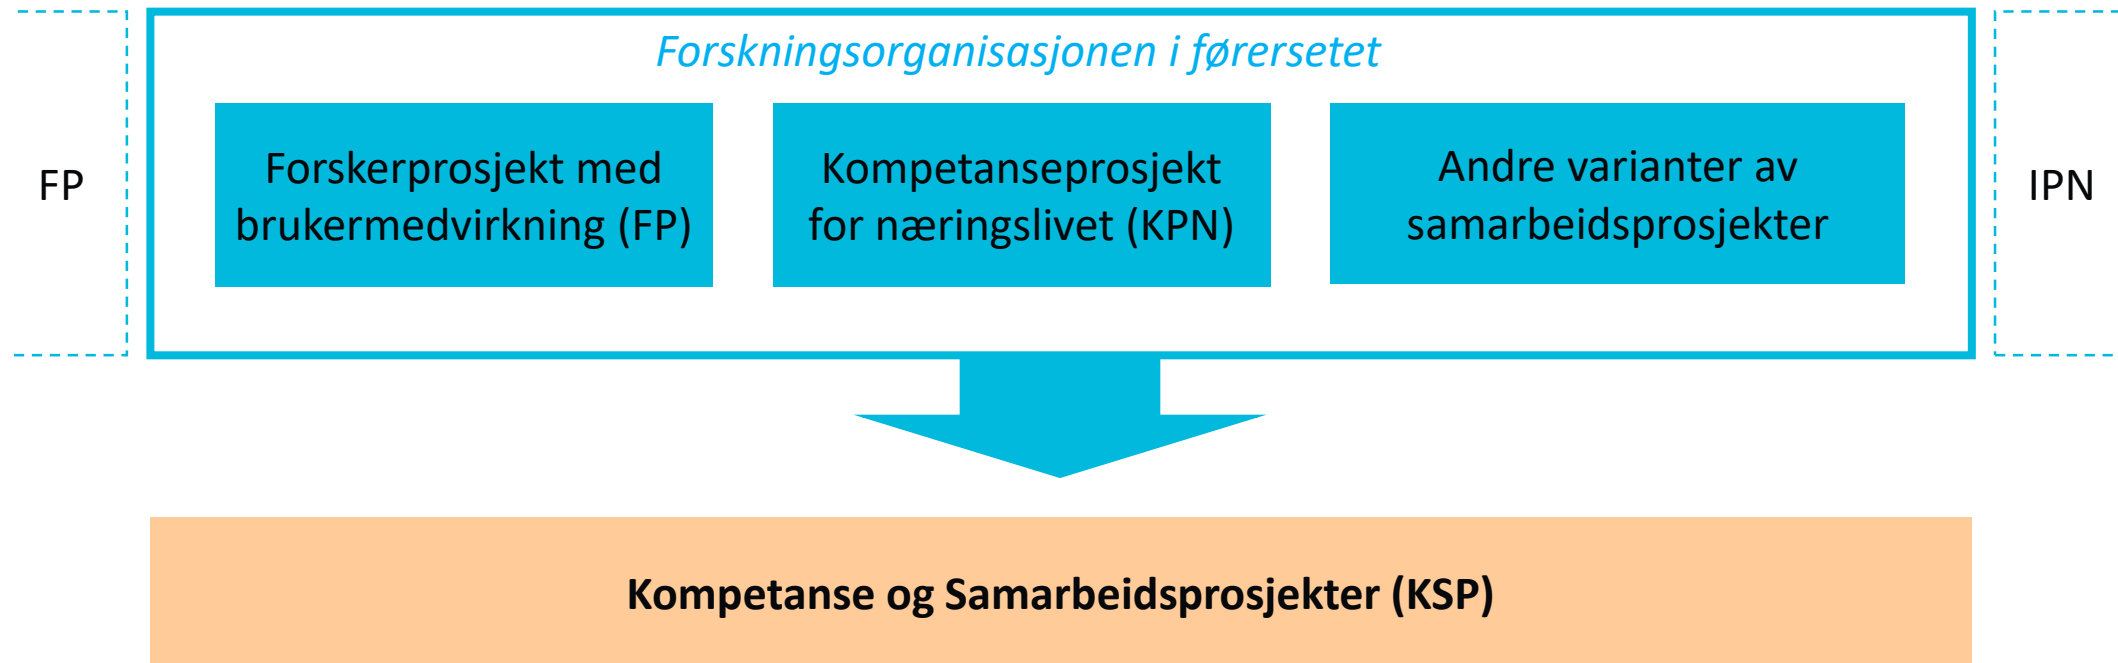 Forskningsorganisasjonen i førersetet
FP
Forskerprosjekt med
brukermedvirkning (FP)
Kompetanseprosjekt
for næringslivet (KPN)
Andre varianter av
samarbeidsprosjekter
IPN
Kompetanse og Samarbeidsprosjekter (KSP)